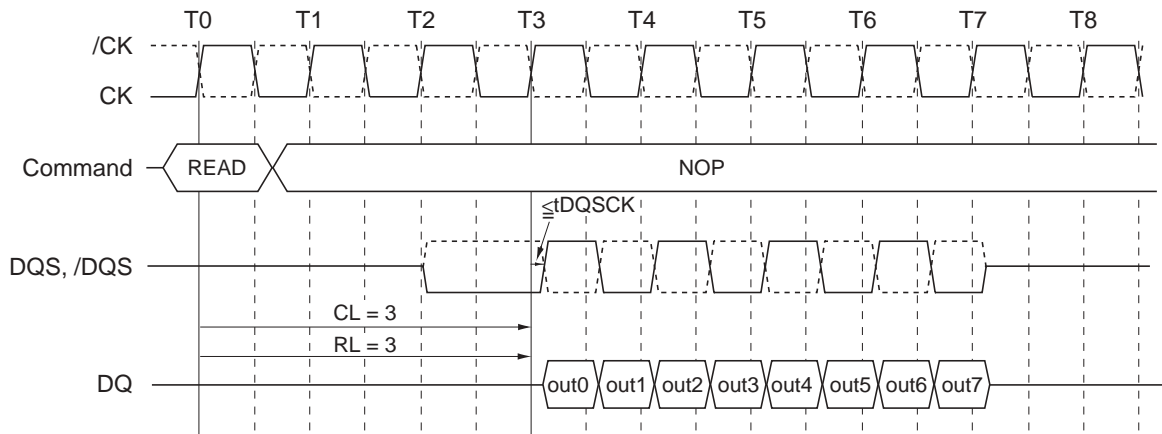 T0 T1 T2 T3 T4 T5 T6 T7 T8
/CK
CK
Command READ NOP
≦tDQSCK
DQS, /DQS
CL = 3
RL = 3
DQ out0 out1 out2 out3 out4 out5 out6 out7